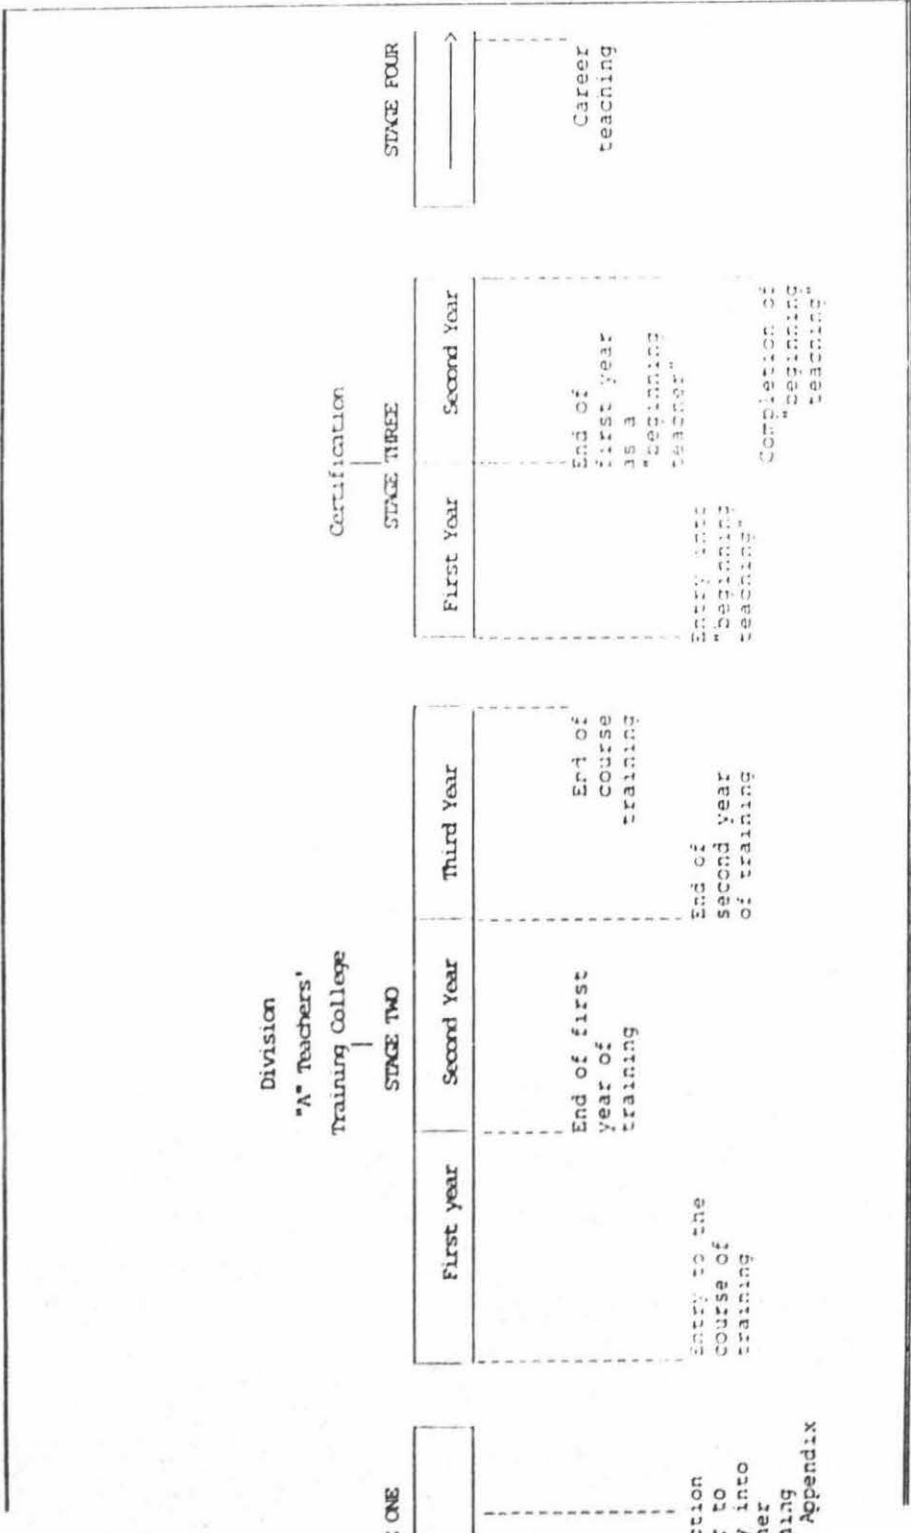 Division
"A" Teachers'
Training College
Certification
ONE
STAGE TWO
STAGE THREE
STAGE FOUR
First year
Second Year
Third Year
First Year
Second Year
to
into
Appendix
Entry to the
course of
training
End of first
year of
training
End of
second year
of training
End of
course
training
Entry into
"beginning
teaching"
End of
first year
as a
"beginning
teacher"
Completion of
"beginning
teaching"
Career
teaching